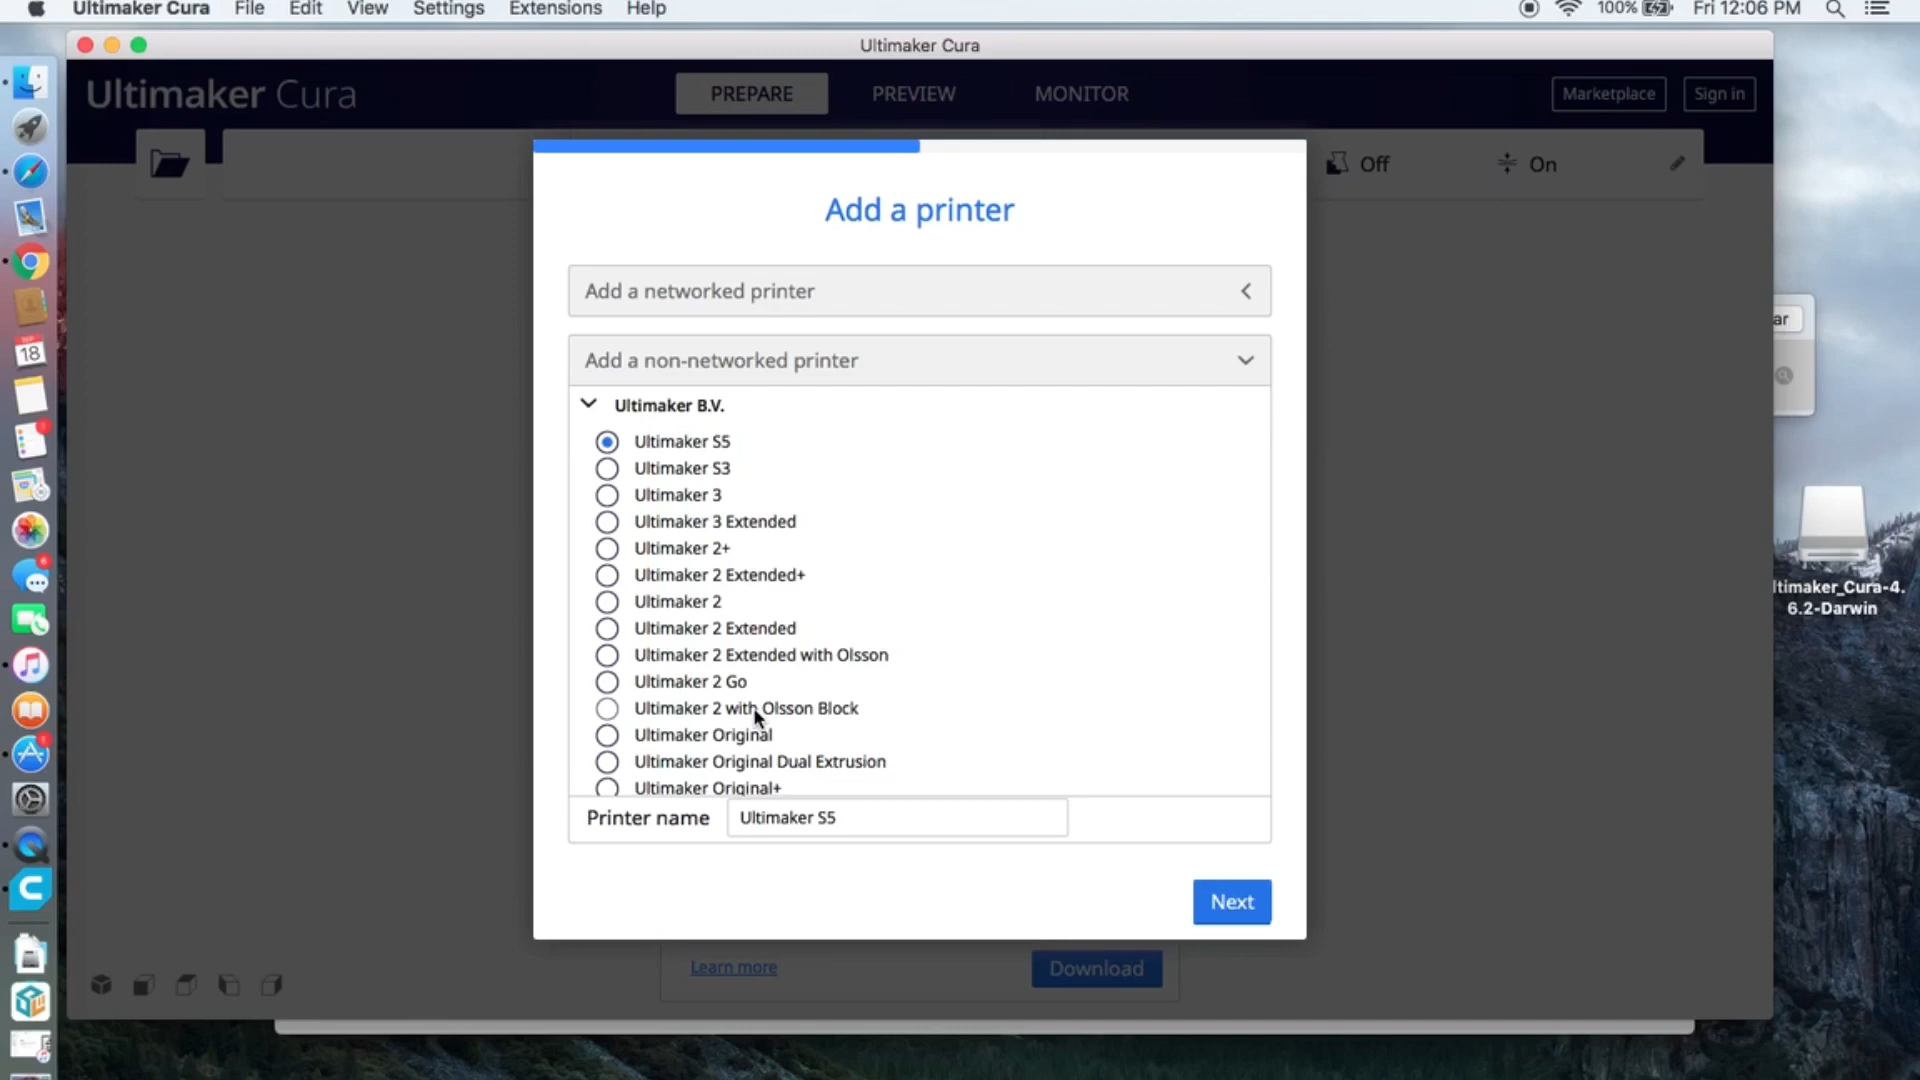 Ultimaker Cura File Edit View Settings Extensions Help 100% Fri 12:06 PM
Ultimaker Cura
Ultimaker Cura PREPARE PREVIEW MONITOR Marketplace Sign in
Off On
Add a printer
Add a networked printer
ar
Add a non-networked printer
18
Ultimaker B.V.
Ultimaker S5
Ultimaker S3
Ultimaker 3
Ultimaker 3 Extended
Ultimaker 2+
Ultimaker 2 Extended+
Ultimaker 2
Ultimaker 2 Extended
Ultimaker 2 Extended with Olsson
Ultimaker 2 Go
Ultimaker 2 with Olsson Block
Ultimaker Original
Ultimaker Original Dual Extrusion
Ultimaker Original+
ltimaker_Cura-4.
6.2-Darwin
Printer name Ultimaker S5
Next
Learn more Download